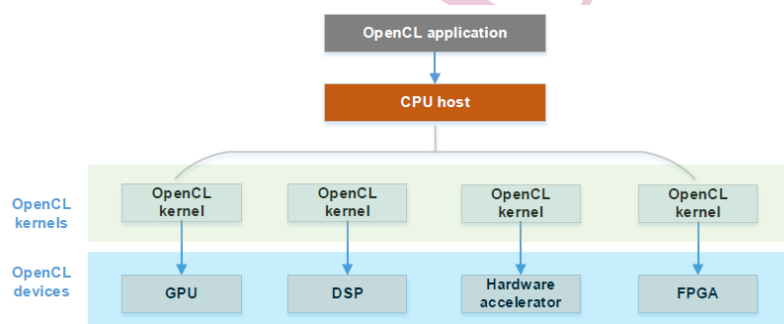 OpenCL application
CPU host
OpenCL
kernels
OpenCL
kernel
OpenCL
kernel
OpenCL
kernel
OpenCL
kernel
OpenCL
devices
GPU
DSP
Hardware
accelerator
FPGA